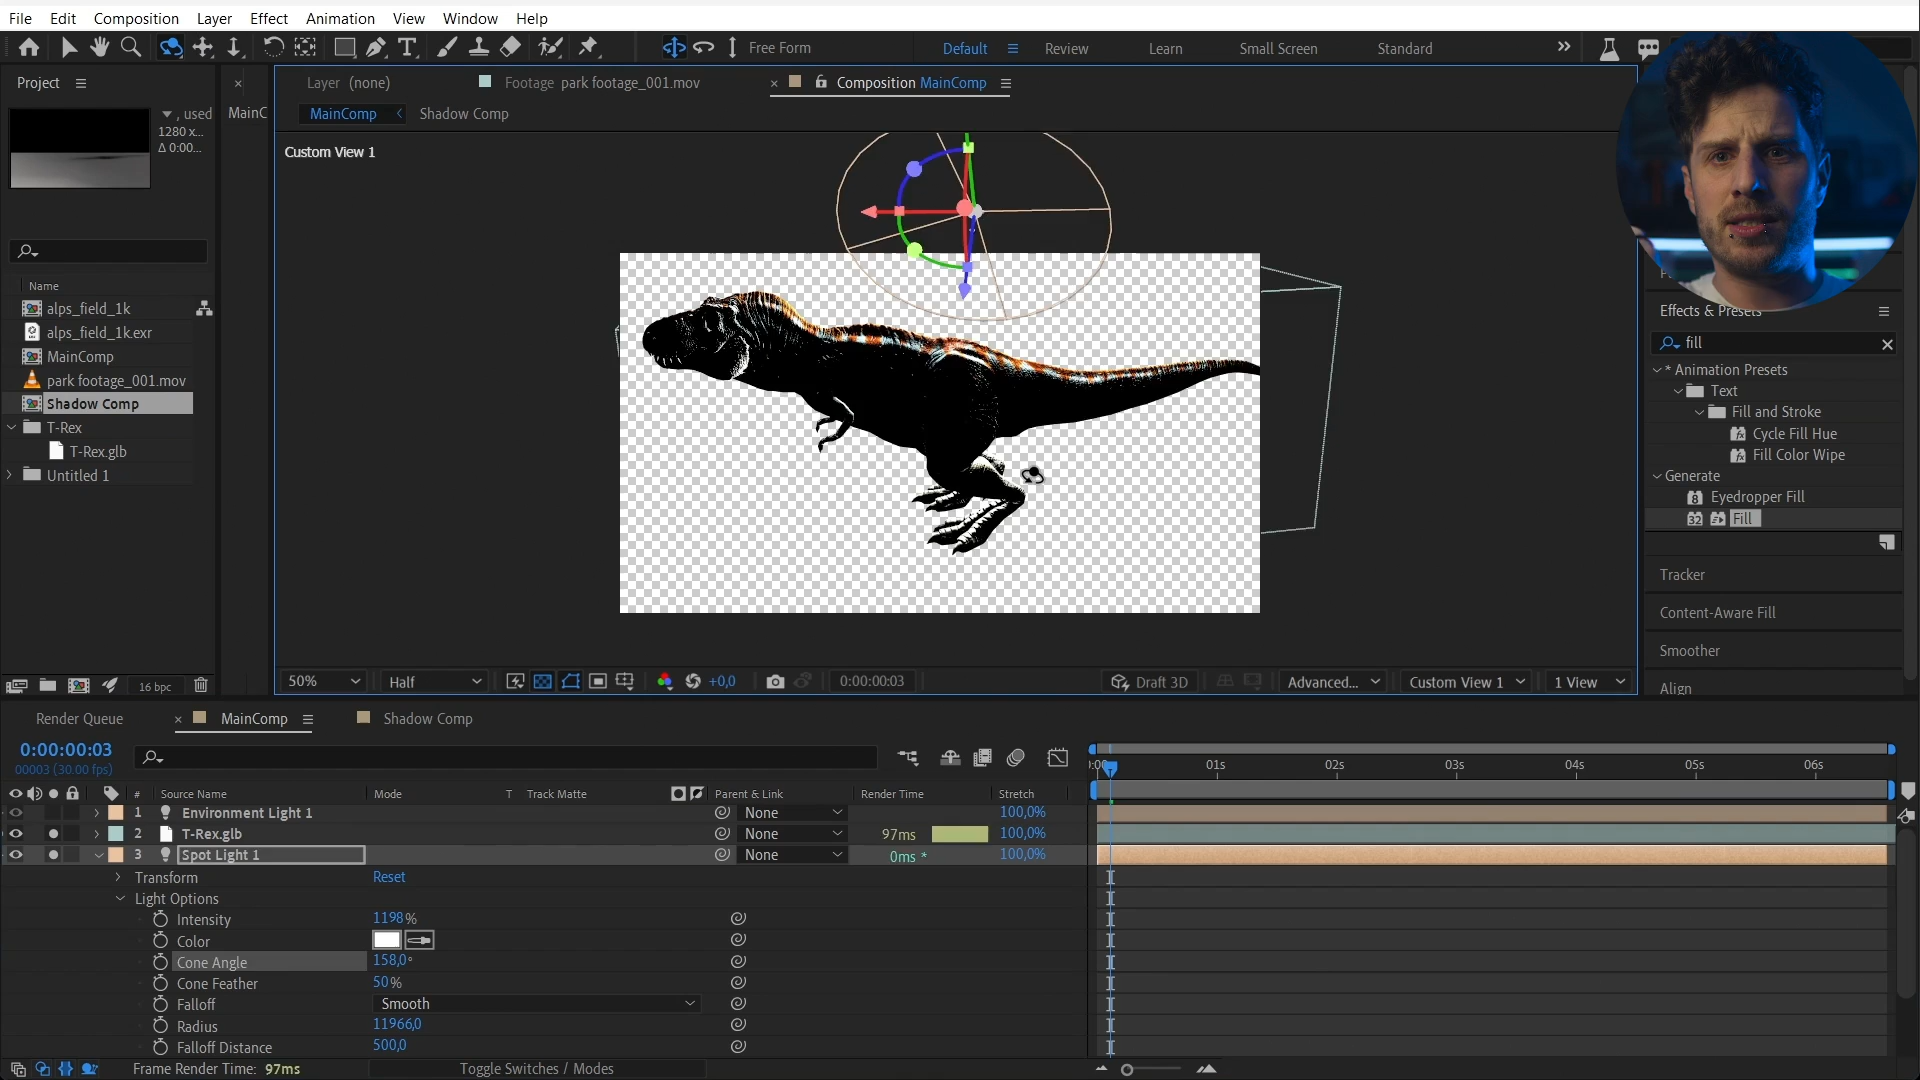 File Edit Composition Layer Effect Animation View Window Help
Free Form Default Review Learn Small Screen Standard
Project
Layer (none) Footage park footage_001.mov Composition MainComp
MainComp < Shadow Comp
MainC
, used
1280 x...
Δ 0:00...
Custom View 1
Name
alps_field_1k
alps_field_1k.exr
MainComp
park footage_001.mov
Shadow Comp
T-Rex
T-Rex.glb
Untitled 1
16 bpc
Effects & Presets
fill
* Animation Presets
Text
Fill and Stroke
Cycle Fill Hue
Fill Color Wipe
Generate
Eyedropper Fill
Fill
Tracker
Content-Aware Fill
Smoother
Align
50% Half +0,0 0:00:00:03 Draft 3D Advanced... Custom View 1 1 View
Render Queue MainComp Shadow Comp
0:00:00:03
00003 (30.00 fps)
:00 01s 02s 03s 04s 05s 06s
# Source Name Mode T Track Matte Parent & Link Render Time Stretch
1 Environment Light 1 None 100,0%
2 T-Rex.glb None 97ms 100,0%
3 Spot Light 1 None 0ms * 100,0%
Transform Reset
Light Options
Intensity 1198%
Color
Cone Angle 158,0°
Cone Feather 50%
Falloff Smooth
Radius 11966,0
Falloff Distance 500,0
Frame Render Time: 97ms Toggle Switches / Modes